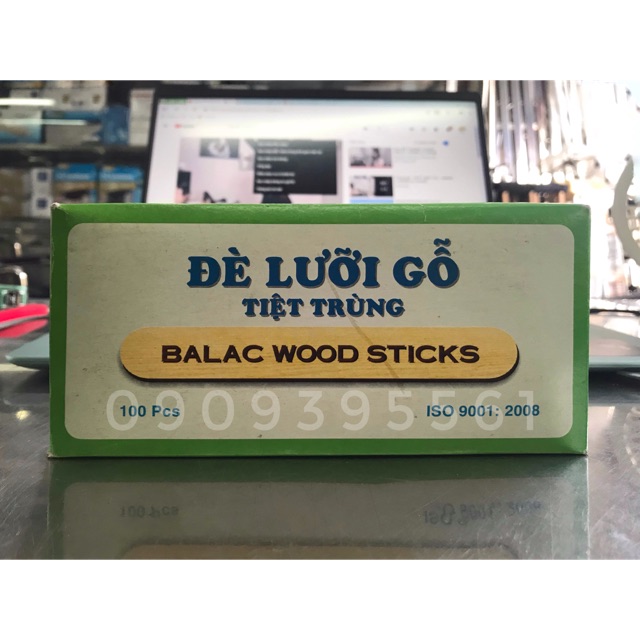 ĐÈ LƯỠI GỖ
TIỆT TRÙNG
BALAC WOOD STICKS
100 Pcs
ISO 9001: 2008
0909395561